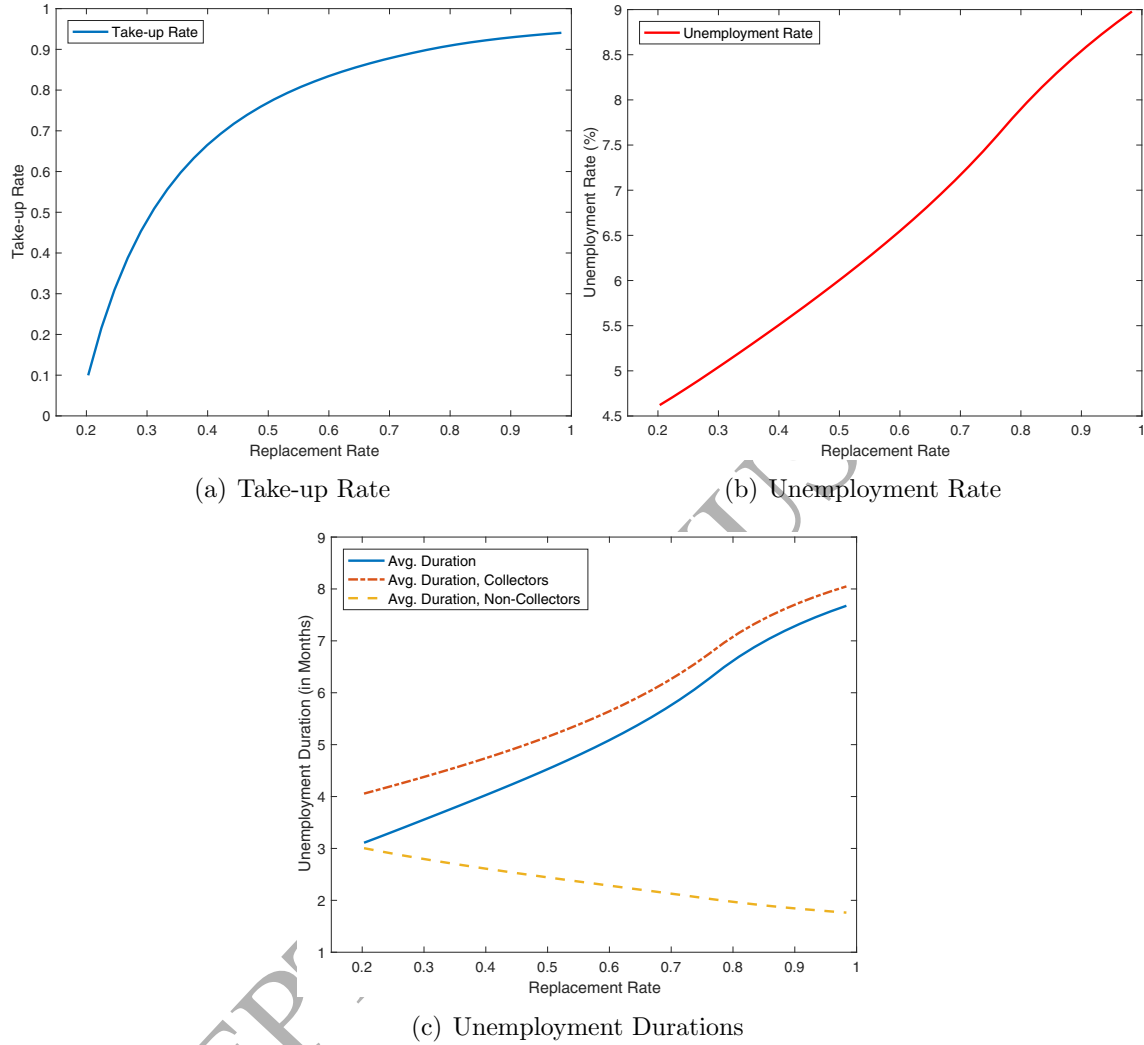 Take-up Rate
1
0.9
0.8
0.7
0.6
0.5
0.4
0.3
0.2
0.1
0
Take-up Rate
0.2 0.3 0.4 0.5 0.6 0.7 0.8 0.9 1
Replacement Rate
(a) Take-up Rate
Unemployment Rate
9
8.5
8
7.5
7
6.5
6
5.5
5
4.5
Unemployment Rate (%)
0.2 0.3 0.4 0.5 0.6 0.7 0.8 0.9 1
Replacement Rate
(b) Unemployment Rate
Avg. Duration
Avg. Duration, Collectors
Avg. Duration, Non-Collectors
9
8
7
6
5
4
3
2
1
Unemployment Duration (in Months)
0.2 0.3 0.4 0.5 0.6 0.7 0.8 0.9 1
Replacement Rate
(c) Unemployment Durations